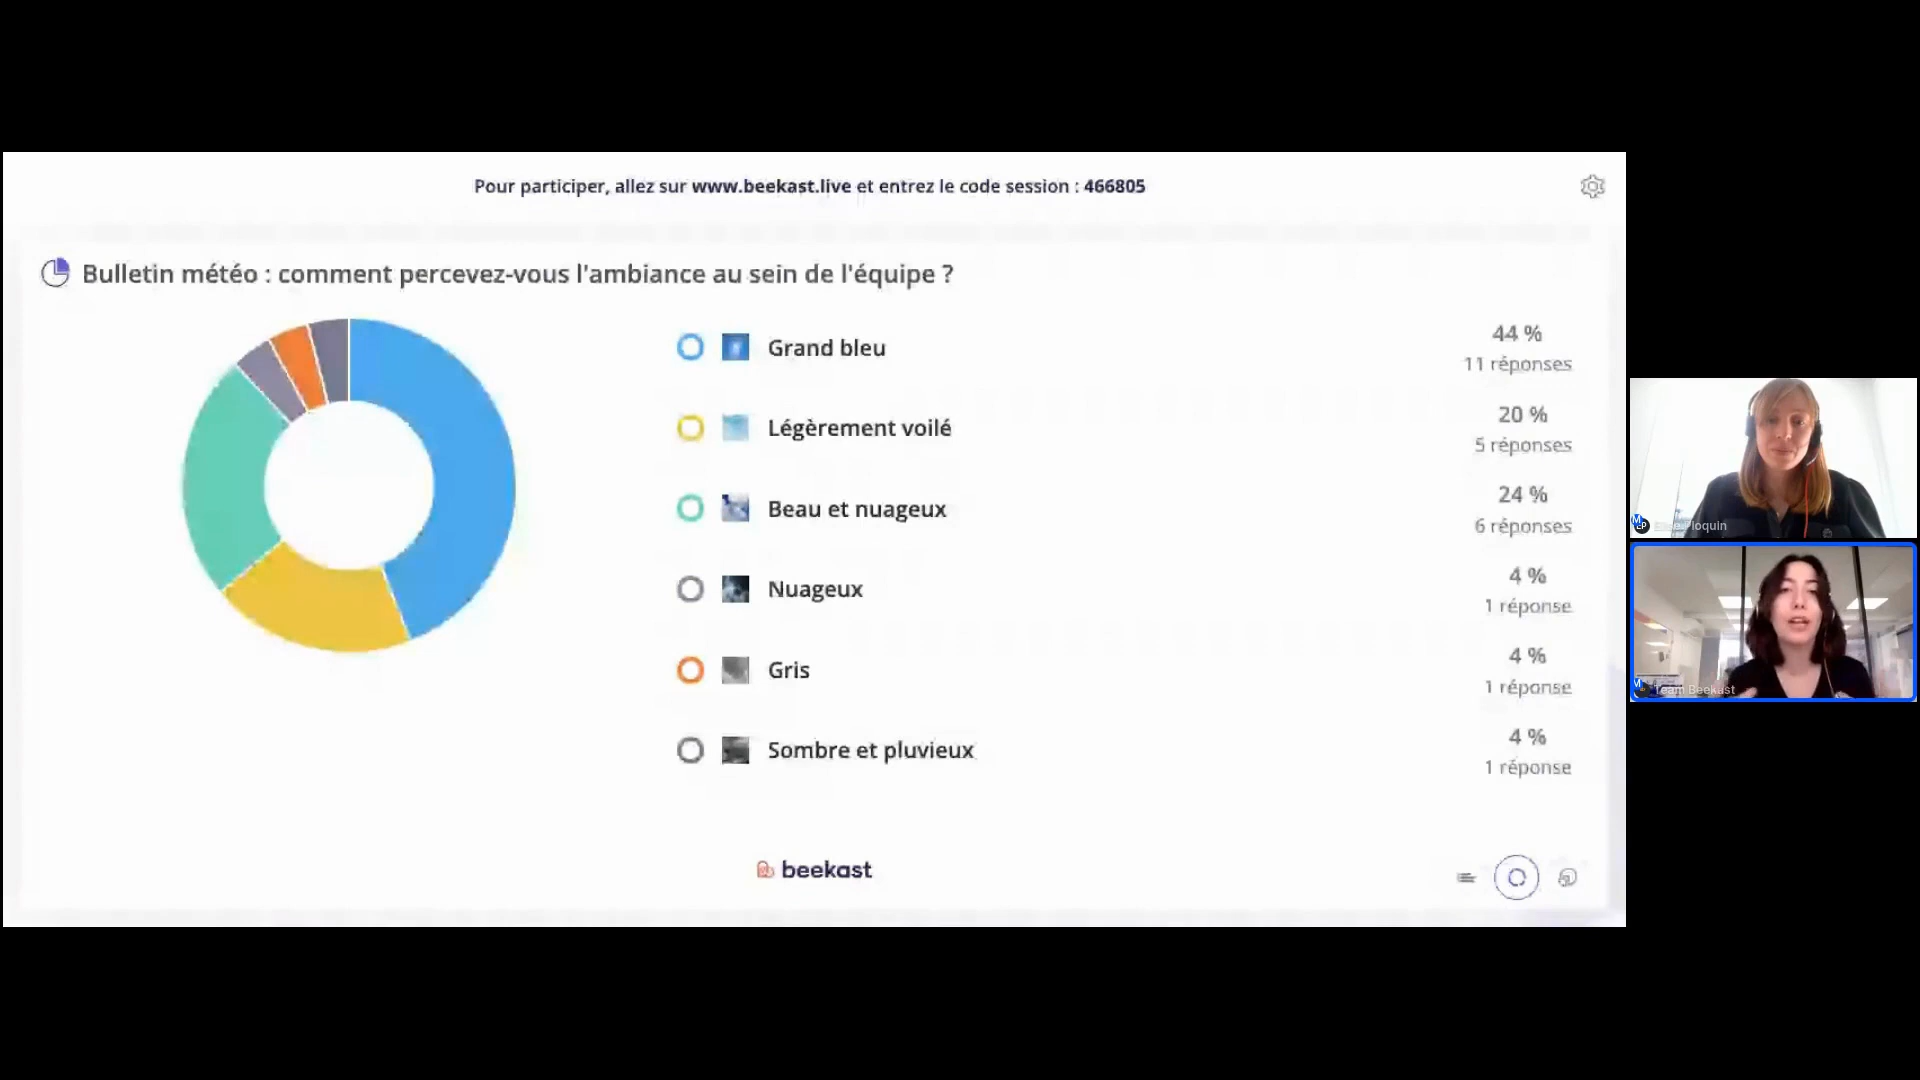 Pour participer, allez sur www.beekast.live et entrez le code session : 466805
Bulletin météo : comment percevez-vous l'ambiance au sein de l'équipe ?
Grand bleu
44 %
11 réponses
Légèrement voilé
20 %
5 réponses
Beau et nuageux
24 %
6 réponses
Nuageux
4 %
1 réponse
Gris
4 %
1 réponse
Sombre et pluvieux
4 %
1 réponse
beekast
M
EP
Ploquin
M
Team Beekast